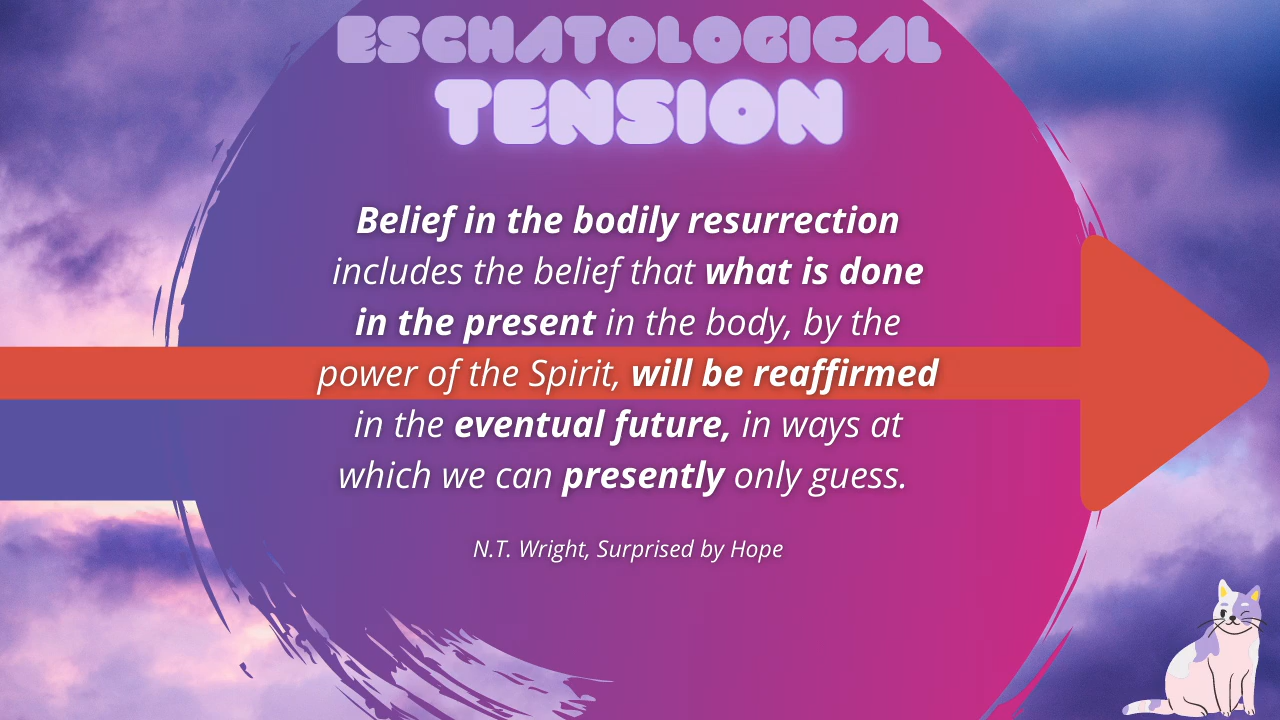 ESCHATOLOGICAL
TENSION
Belief in the bodily resurrection
includes the belief that what is done
in the present in the body, by the
power of the Spirit, will be reaffirmed
in the eventual future, in ways at
which we can presently only guess.
N.T. Wright, Surprised by Hope